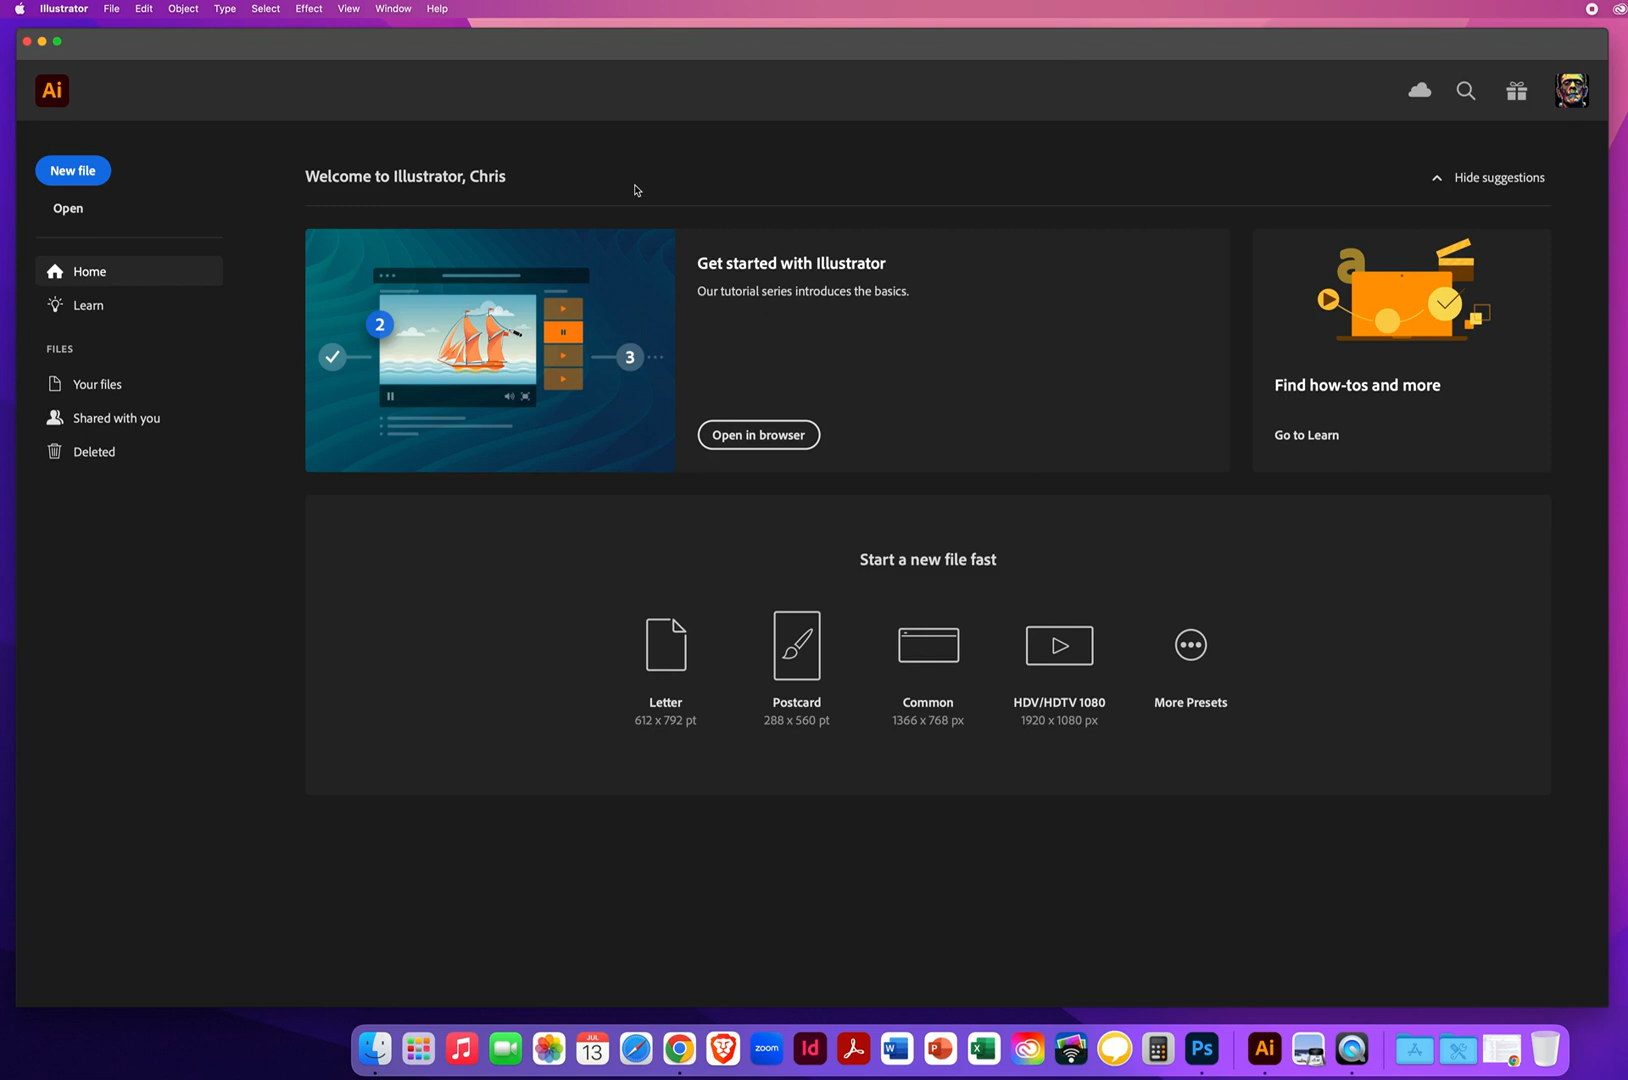 Illustrator File Edit Object Type Select Effect View Window Help
Ai
New file
Open
Home
Learn
FILES
Your files
Shared with you
Deleted
Welcome to Illustrator, Chris
Hide suggestions
2
3
Get started with Illustrator
Our tutorial series introduces the basics.
Open in browser
a
Find how-tos and more
Go to Learn
Start a new file fast
Letter
612 x 792 pt
Postcard
288 x 560 pt
Common
1366 x 768 px
HDV/HDTV 1080
1920 x 1080 px
More Presets
JUL
13
zoom
Id
W
P
X
Ps
Ai